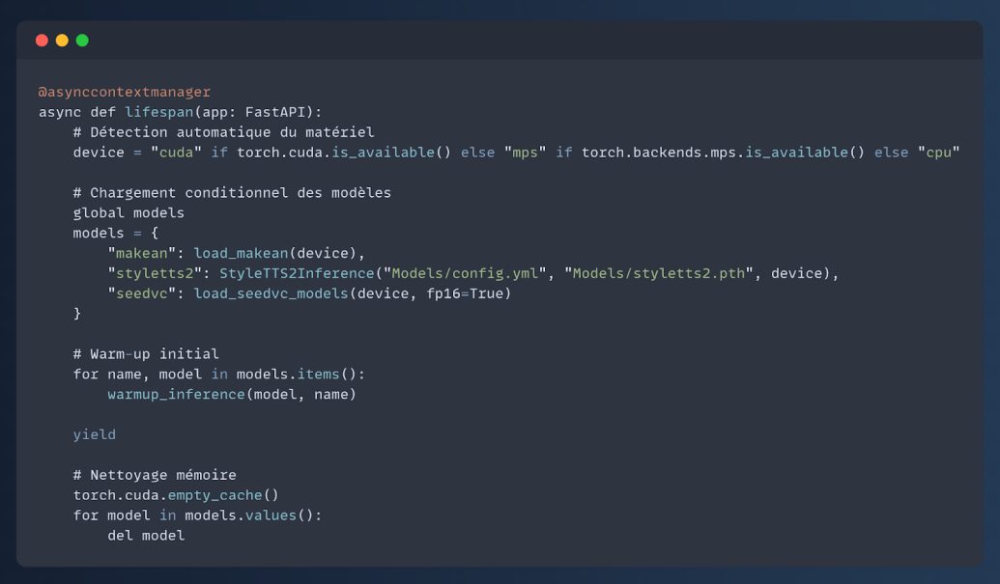 @asynccontextmanager
async def lifespan(app: FastAPI):
    # Détection automatique du matériel
    device = "cuda" if torch.cuda.is_available() else "mps" if torch.backends.mps.is_available() else "cpu"

    # Chargement conditionnel des modèles
    global models
    models = {
        "makean": load_makean(device),
        "styletts2": StyleTTS2Inference("Models/config.yml", "Models/styletts2.pth", device),
        "seedvc": load_seedvc_models(device, fp16=True)
    }

    # Warm-up initial
    for name, model in models.items():
        warmup_inference(model, name)

    yield

    # Nettoyage mémoire
    torch.cuda.empty_cache()
    for model in models.values():
        del model